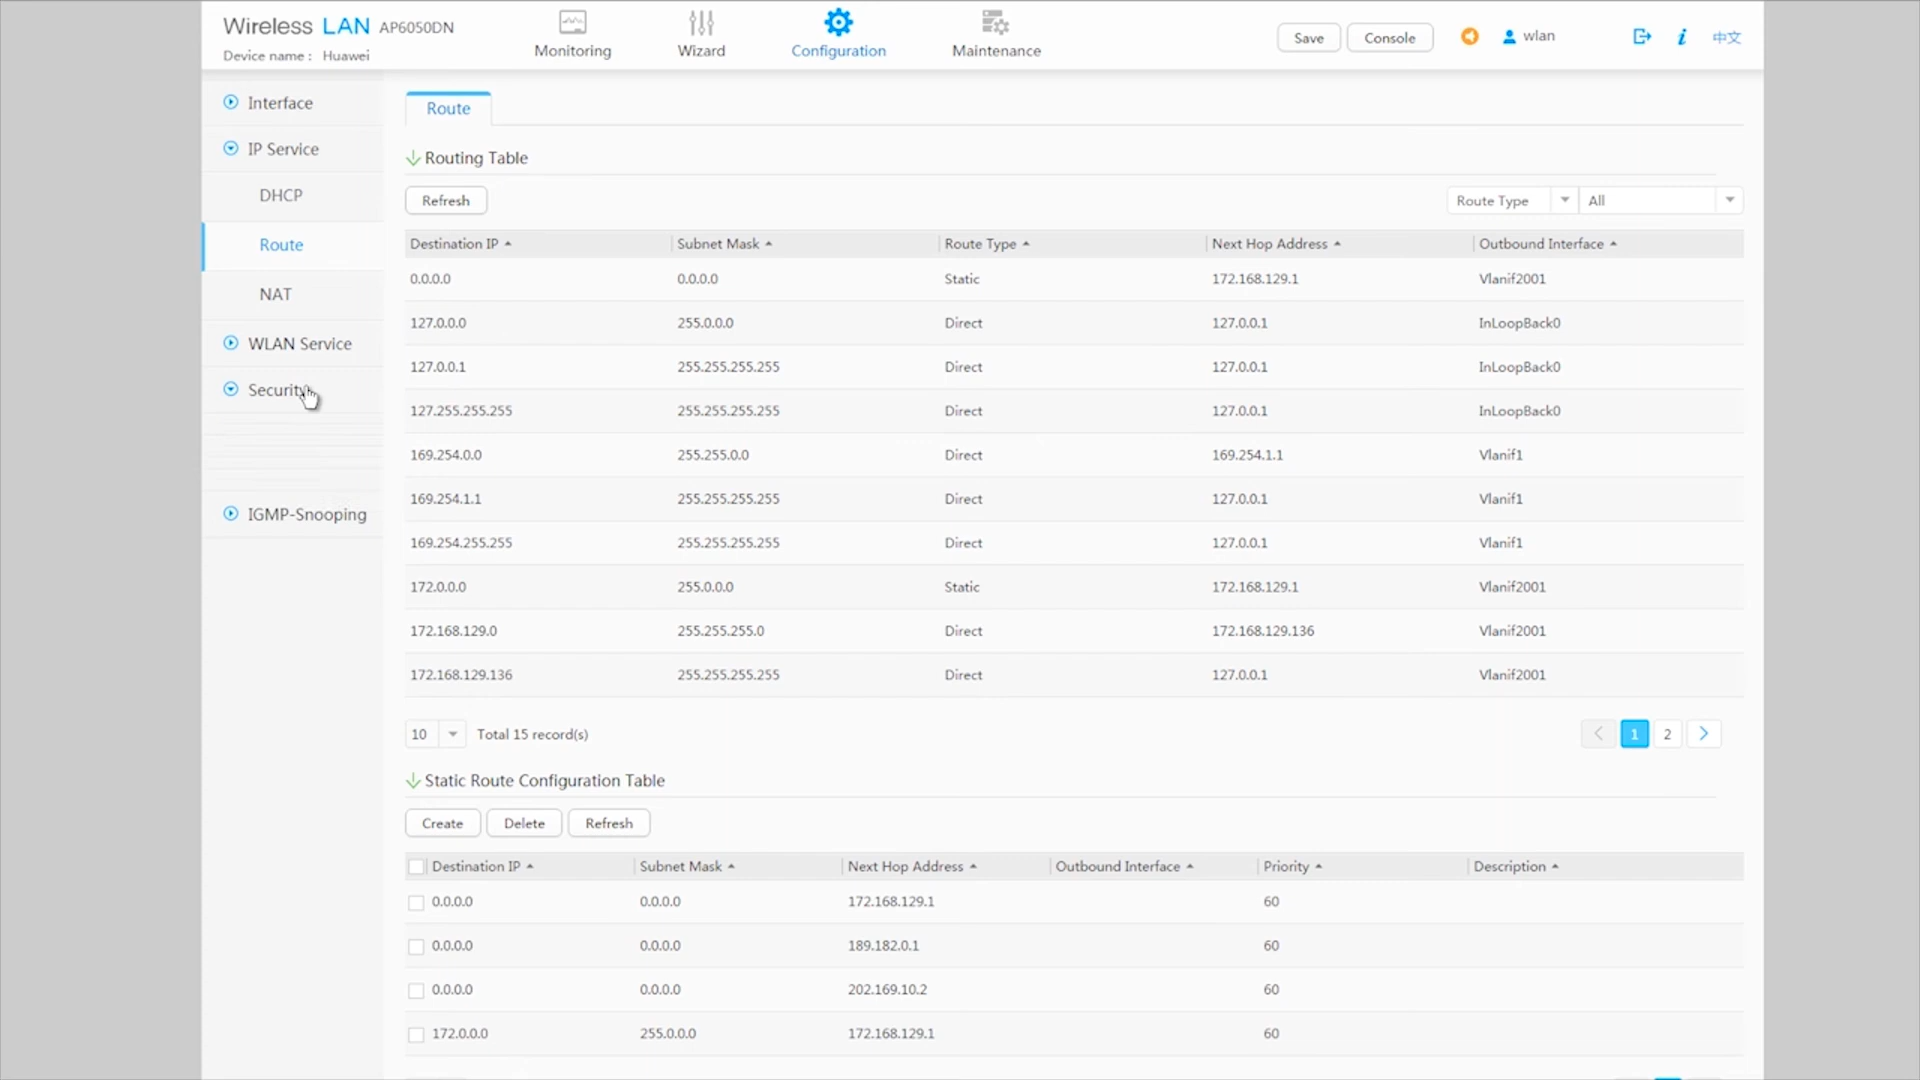 Wireless LAN AP6050DN
Device name : Huawei
Monitoring
Wizard
Configuration
Maintenance
Save
Console
wlan
i
中文
Interface
IP Service
DHCP
Route
NAT
WLAN Service
Security
IGMP-Snooping
Route
Routing Table
Refresh
Route Type All
Destination IP Subnet Mask Route Type Next Hop Address Outbound Interface
0.0.0.0 0.0.0.0 Static 172.168.129.1 Vlanif2001
127.0.0.0 255.0.0.0 Direct 127.0.0.1 InLoopBack0
127.0.0.1 255.255.255.255 Direct 127.0.0.1 InLoopBack0
127.255.255.255 255.255.255.255 Direct 127.0.0.1 InLoopBack0
169.254.0.0 255.255.0.0 Direct 169.254.1.1 Vlanif1
169.254.1.1 255.255.255.255 Direct 127.0.0.1 Vlanif1
169.254.255.255 255.255.255.255 Direct 127.0.0.1 Vlanif1
172.0.0.0 255.0.0.0 Static 172.168.129.1 Vlanif2001
172.168.129.0 255.255.255.0 Direct 172.168.129.136 Vlanif2001
172.168.129.136 255.255.255.255 Direct 127.0.0.1 Vlanif2001
10 Total 15 record(s) 1 2
Static Route Configuration Table
Create Delete Refresh
Destination IP Subnet Mask Next Hop Address Outbound Interface Priority Description
0.0.0.0 0.0.0.0 172.168.129.1 60
0.0.0.0 0.0.0.0 189.182.0.1 60
0.0.0.0 0.0.0.0 202.169.10.2 60
172.0.0.0 255.0.0.0 172.168.129.1 60